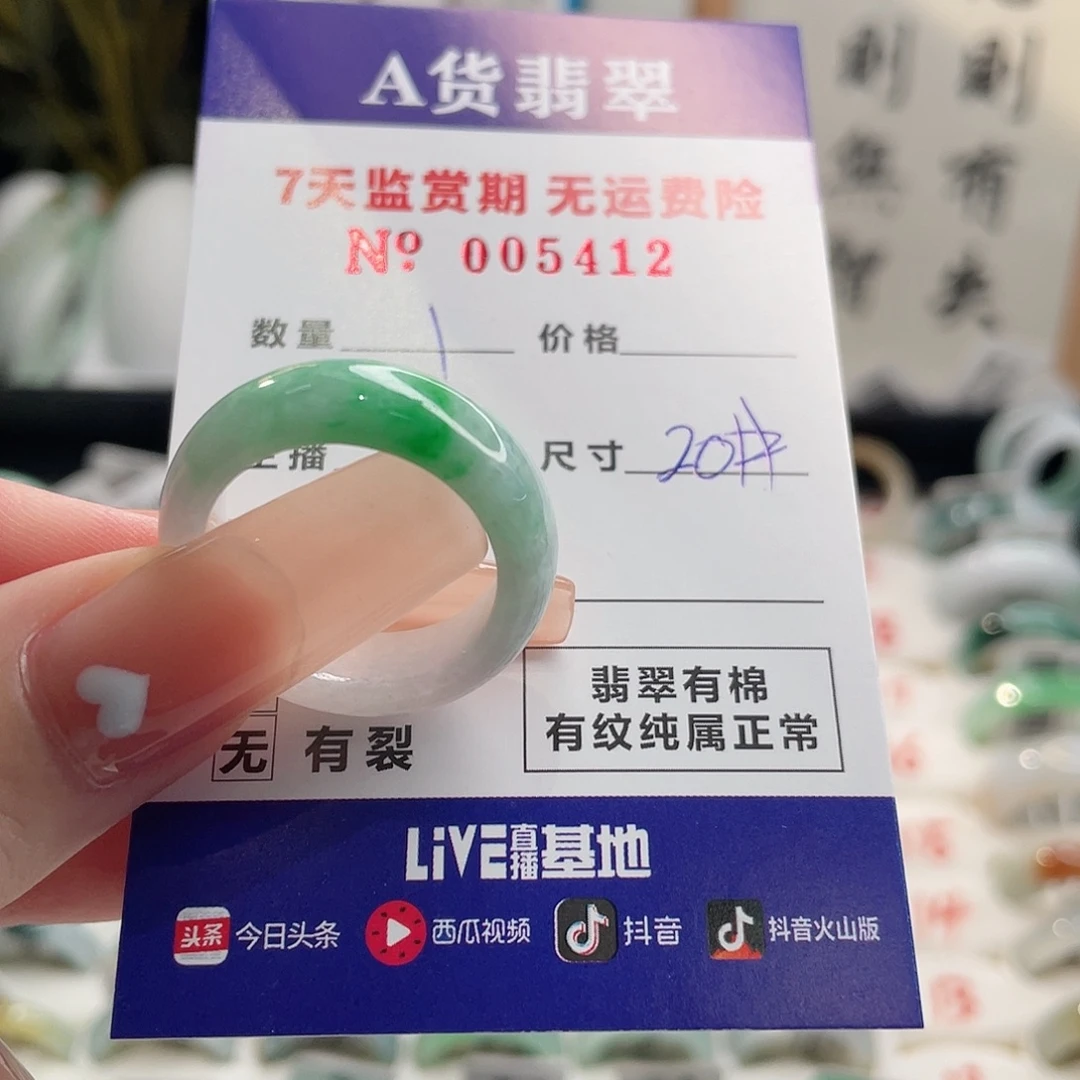 A货翡翠
7天监赏期 无运费险
Nº 005412
数量 1 价格
播 尺寸 20#
翡翠有棉
有纹纯属正常
无 有裂
LiVE直播基地
头条 今日头条 西瓜视频 抖音 抖音火山版